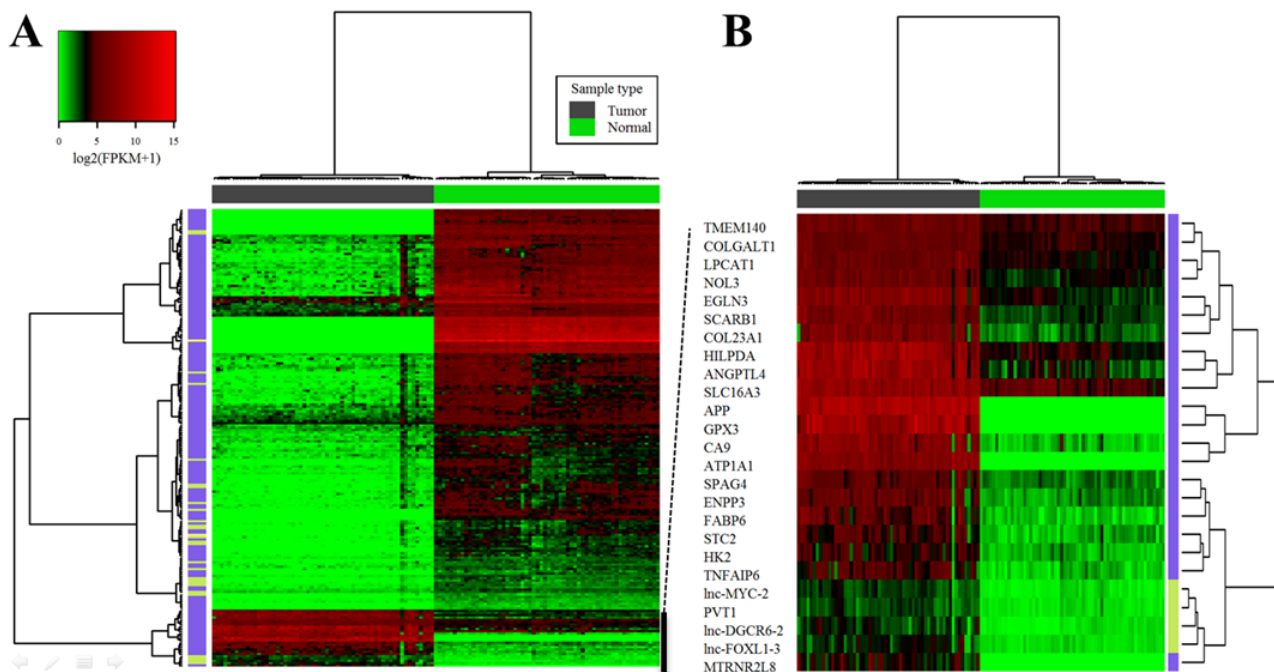 A
0 5 10 15
log2(FPKM+1)
Sample type
Tumor
Normal
B
TMEM140
COLGALT1
LPCAT1
NOL3
EGLN3
SCARB1
COL23A1
HILPDA
ANGPTL4
SLC16A3
APP
GPX3
CA9
ATP1A1
SPAG4
ENPP3
FABP6
STC2
HK2
TNFAIP6
lnc-MYC-2
PVT1
lnc-DGCR6-2
lnc-FOXL1-3
MTRNR2L8